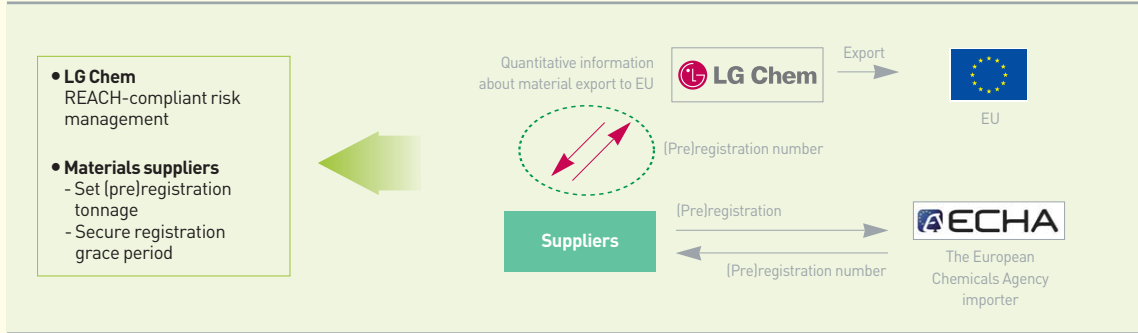 • LG Chem
REACH-compliant risk
management
• Materials suppliers
- Set (pre)registration
tonnage
- Secure registration
grace period
Quantitative information
about material export to EU
LG Chem
Export
EU
(Pre)registration number
Suppliers
(Pre)registration
(Pre)registration number
ECHA
The European
Chemicals Agency
importer